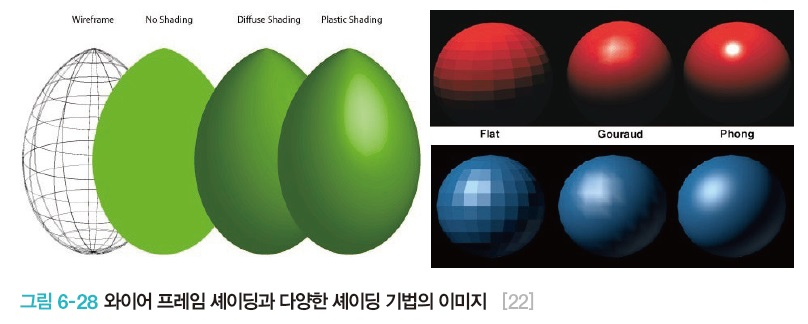 Wireframe No Shading Diffuse Shading Plastic Shading
Flat Gouraud Phong
그림 6-28 와이어 프레임 셰이딩과 다양한 셰이딩 기법의 이미지 [22]